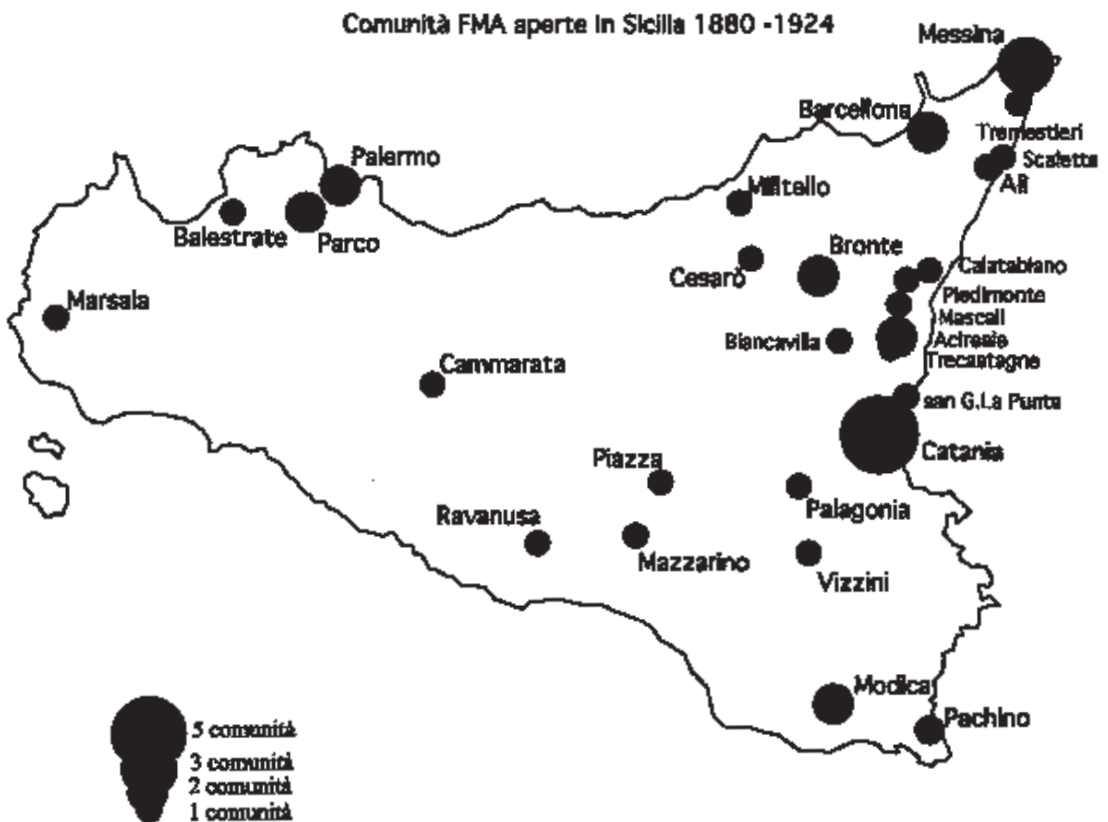 Comunità FMA aperte in Sicilia 1880 -1924
Messina
Barcellona
Tremestieri
Scaletta
Alì
Palermo
Militello
Balestrate
Parco
Bronte
Cesarò
Calatabiano
Piedimonte
Mascali
Marsala
Biancavilla
Acireale
Trecastagne
Cammarata
san G.La Punta
Catania
Piazza
Palagonia
Ravanusa
Mazzarino
Vizzini
Modica
Pachino
5 comunità
3 comunità
2 comunità
1 comunità